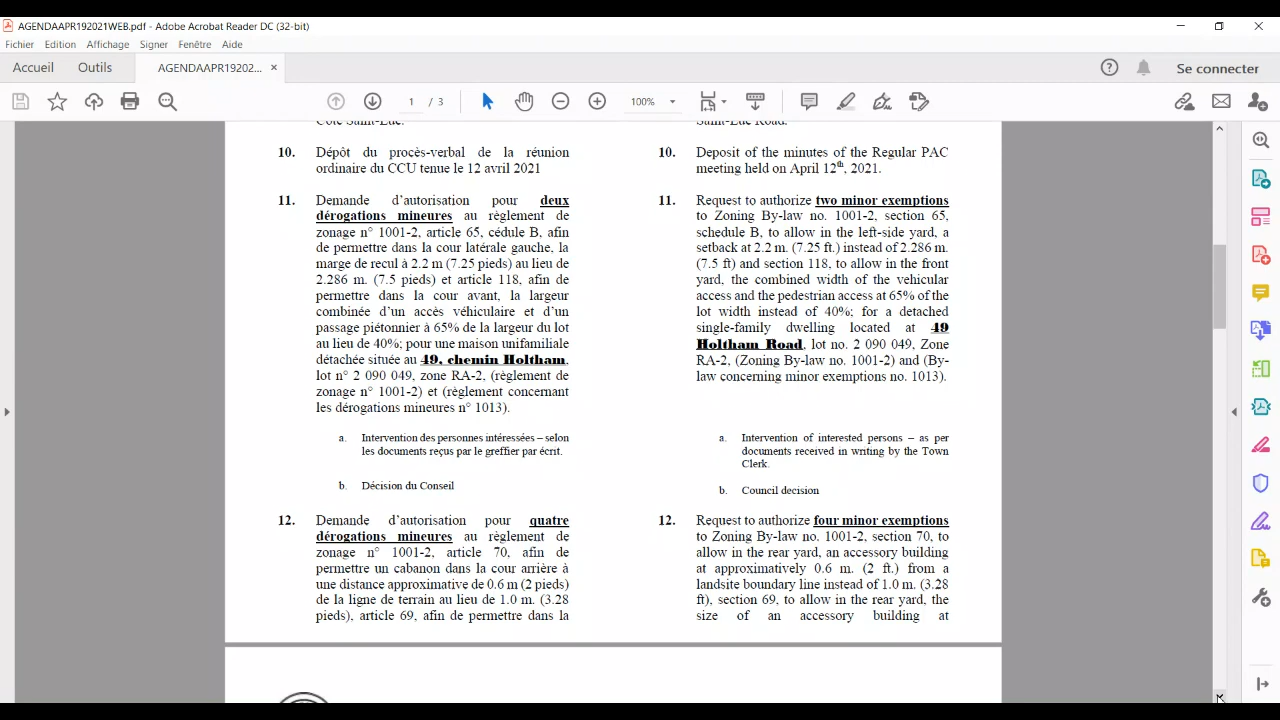 AGENDAAPR192021WEB.pdf - Adobe Acrobat Reader DC (32-bit)
Fichier Edition Affichage Signer Fenêtre Aide
Accueil Outils AGENDAAPR19202... × Se connecter
1 / 3 100%
Côte Saint-Luc.
10. Dépôt du procès-verbal de la réunion
ordinaire du CCU tenue le 12 avril 2021
11. Demande d'autorisation pour deux
dérogations mineures au règlement de
zonage n° 1001-2, article 65, cédule B, afin
de permettre dans la cour latérale gauche, la
marge de recul à 2.2 m (7.25 pieds) au lieu de
2.286 m. (7.5 pieds) et article 118, afin de
permettre dans la cour avant, la largeur
combinée d'un accès véhiculaire et d'un
passage piétonnier à 65% de la largeur du lot
au lieu de 40%; pour une maison unifamiliale
détachée située au 49, chemin Holtham,
lot n° 2 090 049, zone RA-2, (règlement de
zonage n° 1001-2) et (règlement concernant
les dérogations mineures n° 1013).
a. Intervention des personnes intéressées – selon
les documents reçus par le greffier par écrit.
b. Décision du Conseil
12. Demande d'autorisation pour quatre
dérogations mineures au règlement de
zonage n° 1001-2, article 70, afin de
permettre un cabanon dans la cour arrière à
une distance approximative de 0.6 m (2 pieds)
de la ligne de terrain au lieu de 1.0 m. (3.28
pieds), article 69, afin de permettre dans la
Saint-Luc Road.
10. Deposit of the minutes of the Regular PAC
meeting held on April 12th, 2021.
11. Request to authorize two minor exemptions
to Zoning By-law no. 1001-2, section 65,
schedule B, to allow in the left-side yard, a
setback at 2.2 m. (7.25 ft.) instead of 2.286 m.
(7.5 ft) and section 118, to allow in the front
yard, the combined width of the vehicular
access and the pedestrian access at 65% of the
lot width instead of 40%; for a detached
single-family dwelling located at 49
Holtham Road, lot no. 2 090 049, Zone
RA-2, (Zoning By-law no. 1001-2) and (By-
law concerning minor exemptions no. 1013).
a. Intervention of interested persons – as per
documents received in writing by the Town
Clerk.
b. Council decision
12. Request to authorize four minor exemptions
to Zoning By-law no. 1001-2, section 70, to
allow in the rear yard, an accessory building
at approximately 0.6 m. (2 ft.) from a
landsite boundary line instead of 1.0 m. (3.28
ft), section 69, to allow in the rear yard, the
size of an accessory building at